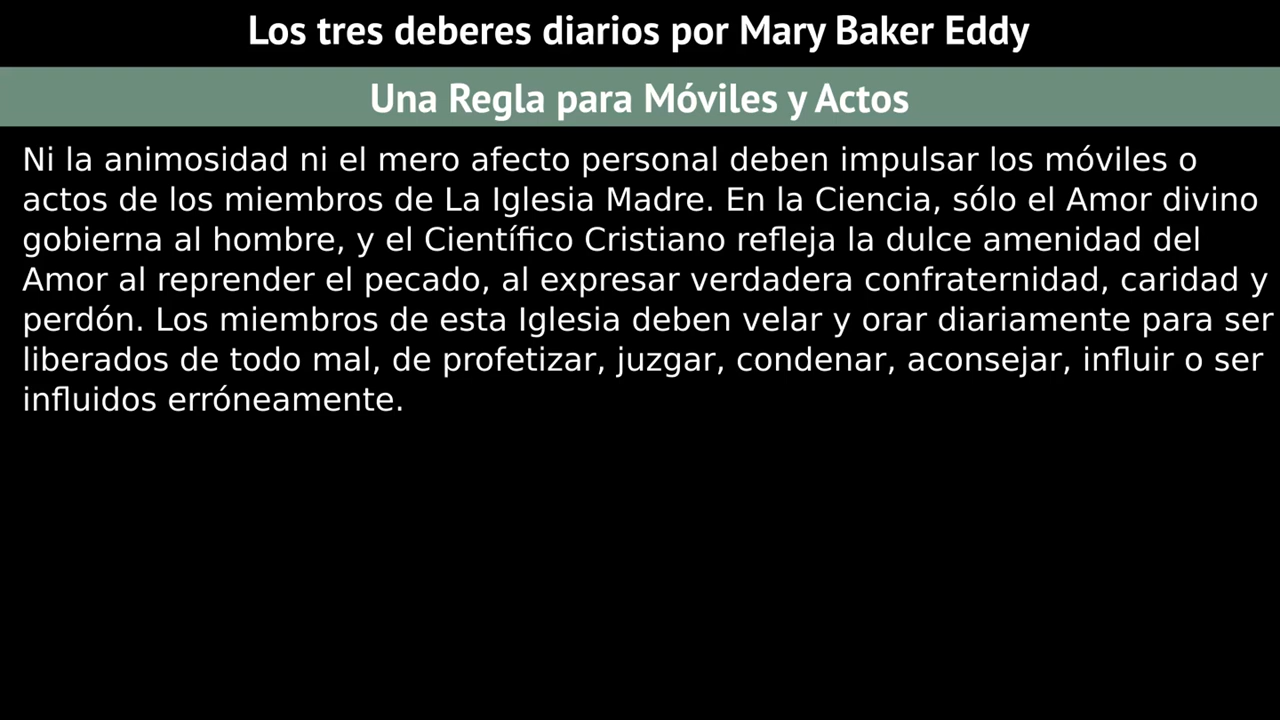 Los tres deberes diarios por Mary Baker Eddy
Una Regla para Móviles y Actos
Ni la animosidad ni el mero afecto personal deben impulsar los móviles o
actos de los miembros de La Iglesia Madre. En la Ciencia, sólo el Amor divino
gobierna al hombre, y el Científico Cristiano refleja la dulce amenidad del
Amor al reprender el pecado, al expresar verdadera confraternidad, caridad y
perdón. Los miembros de esta Iglesia deben velar y orar diariamente para ser
liberados de todo mal, de profetizar, juzgar, condenar, aconsejar, influir o ser
influidos erróneamente.